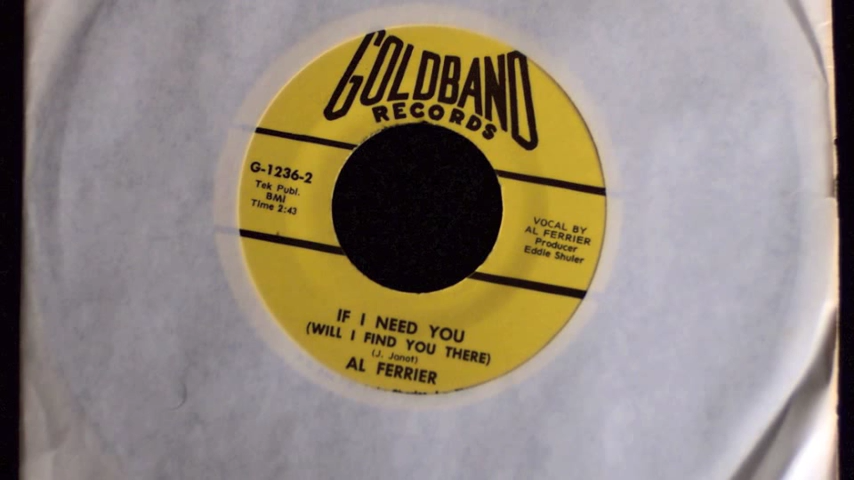 GOLDBAND
RECORDS
G-1236-2
Tek Publ.
BMI
Time 2:43
VOCAL BY
AL FERRIER
Producer
Eddie Shuler
IF I NEED YOU
(WILL I FIND YOU THERE)
(J. Janot)
AL FERRIER